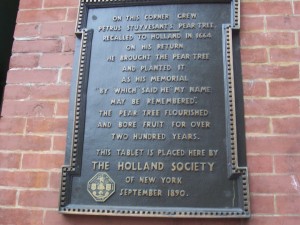 ON THIS CORNER GREW
PETRUS STUYVESANT'S PEAR TREE
RECALLED TO HOLLAND IN 1664,
ON HIS RETURN,
HE BROUGHT THE PEAR TREE
AND PLANTED IT
AS HIS MEMORIAL,
"BY WHICH", SAID HE, "MY NAME
MAY BE REMEMBERED".
THE PEAR TREE FLOURISHED
AND BORE FRUIT FOR OVER
TWO HUNDRED YEARS.
THIS TABLET IS PLACED HERE BY
THE HOLLAND SOCIETY
OF NEW YORK
SEPTEMBER 1890.